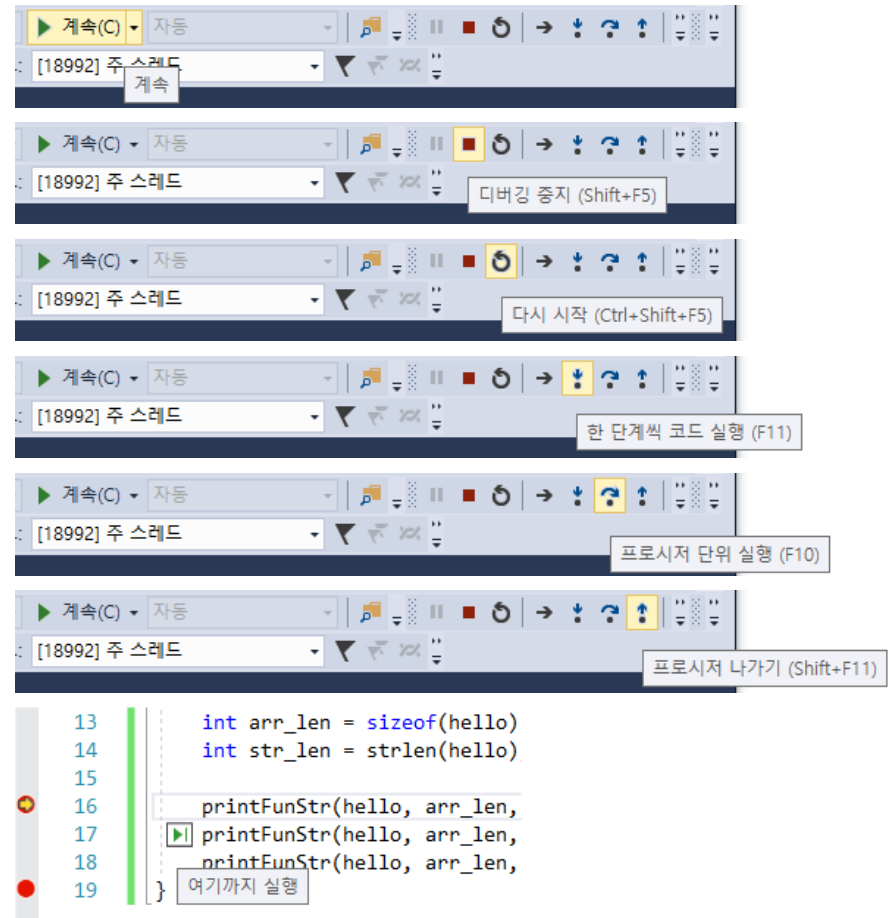 계속(C) 자동
[18992] 주 스레드
계속
계속(C) 자동
[18992] 주 스레드
디버깅 중지 (Shift+F5)
계속(C) 자동
[18992] 주 스레드
다시 시작 (Ctrl+Shift+F5)
계속(C) 자동
[18992] 주 스레드
한 단계씩 코드 실행 (F11)
계속(C) 자동
[18992] 주 스레드
프로시저 단위 실행 (F10)
계속(C) 자동
[18992] 주 스레드
프로시저 나가기 (Shift+F11)
13 int arr_len = sizeof(hello)
14 int str_len = strlen(hello)
15
16 printFunStr(hello, arr_len,
17 printFunStr(hello, arr_len,
18 printFunStr(hello, arr_len,
19 }
여기까지 실행